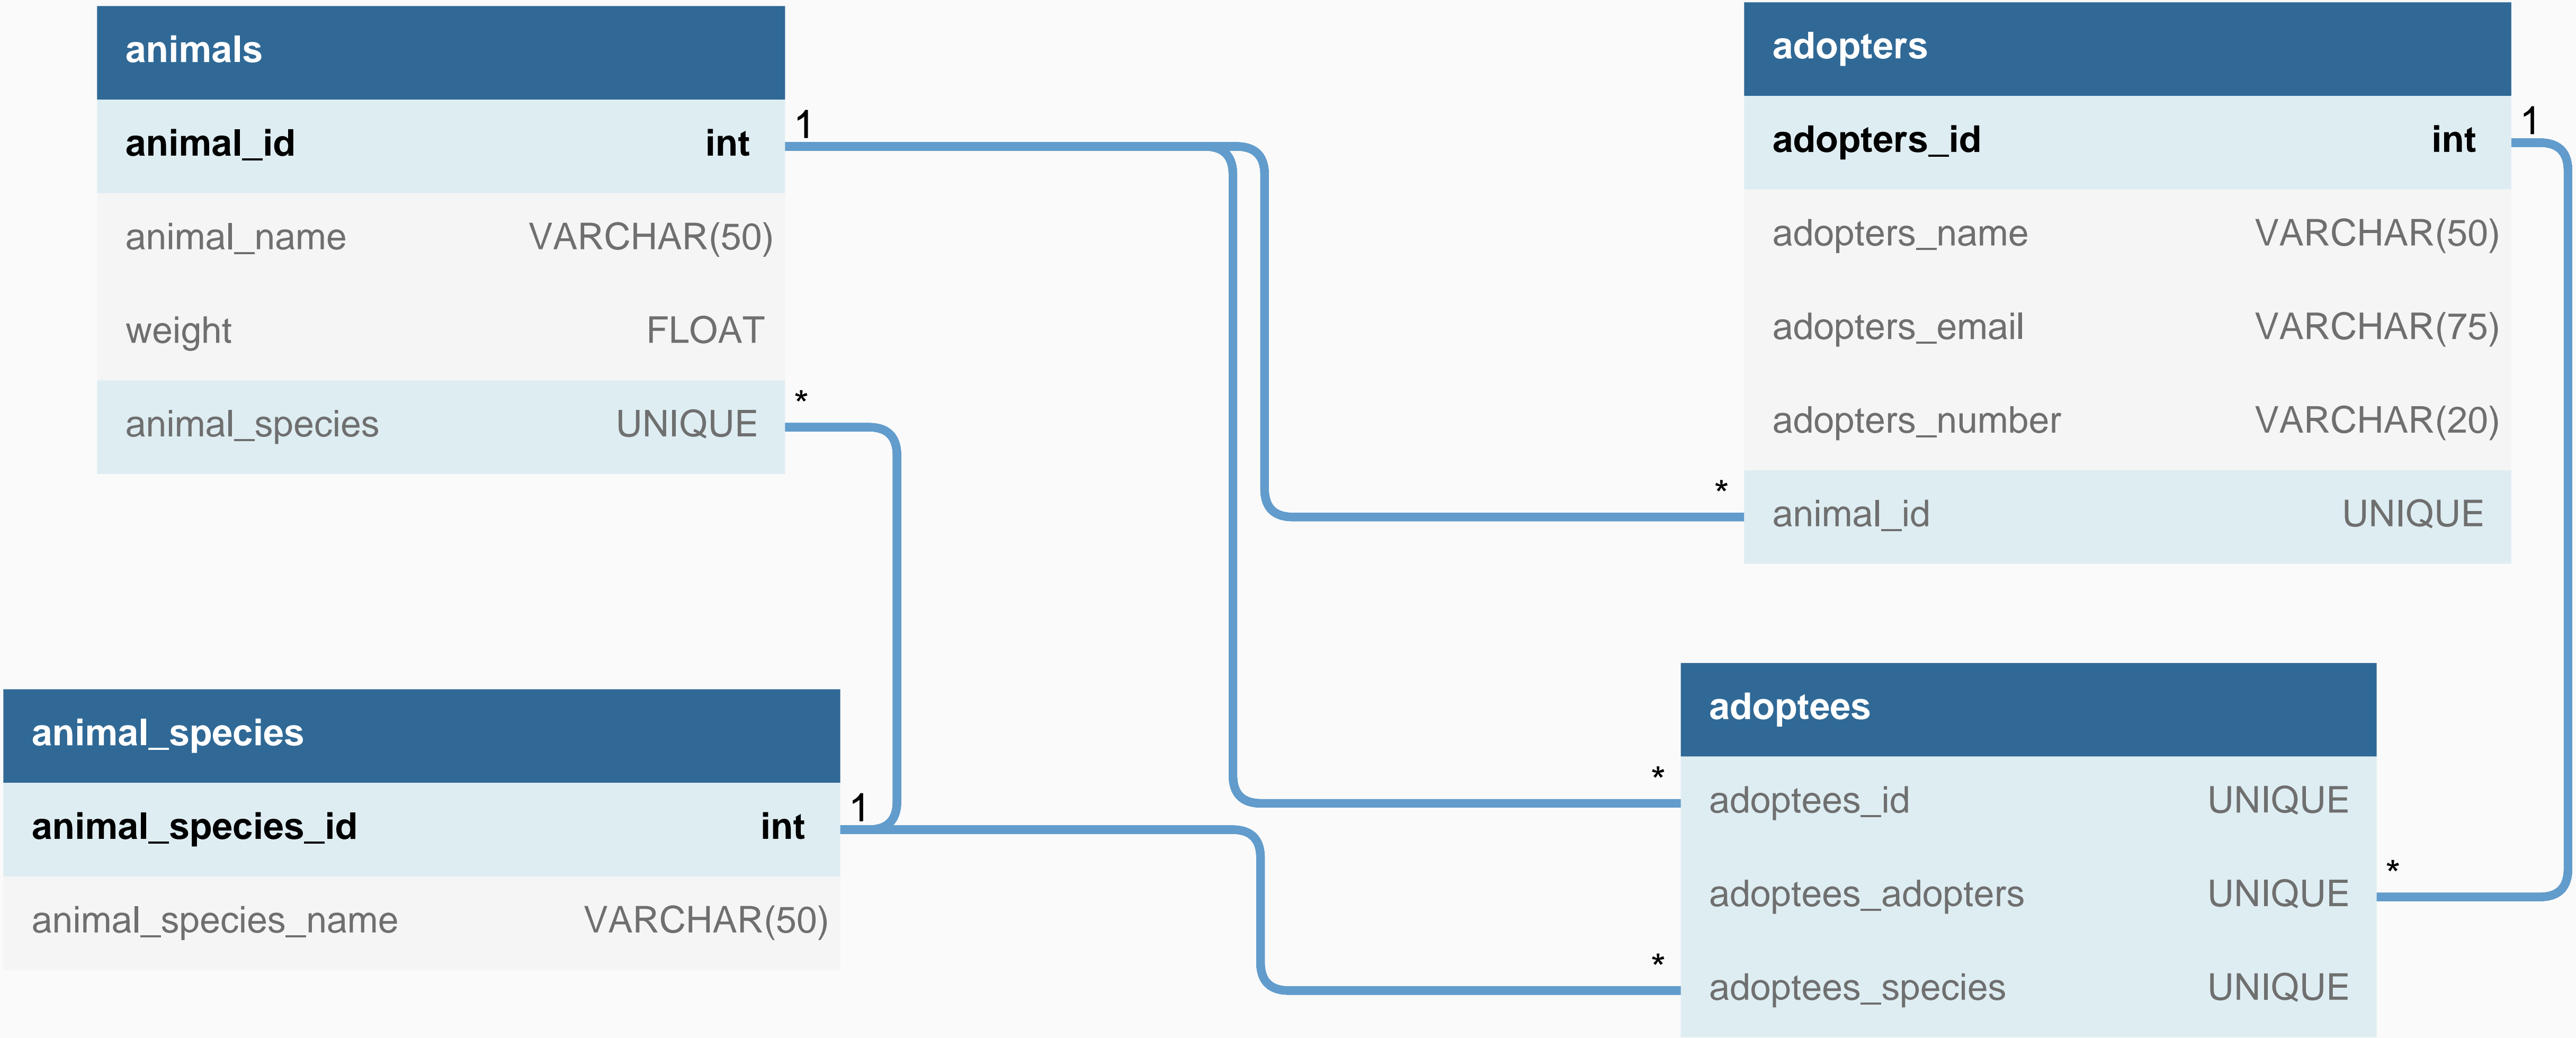 animals
animal_id int
animal_name VARCHAR(50)
weight FLOAT
animal_species UNIQUE
1
*
adopters
adopters_id int
adopters_name VARCHAR(50)
adopters_email VARCHAR(75)
adopters_number VARCHAR(20)
animal_id UNIQUE
1
*
animal_species
animal_species_id int
animal_species_name VARCHAR(50)
1
adoptees
adoptees_id UNIQUE
adoptees_adopters UNIQUE
adoptees_species UNIQUE
*
*
*